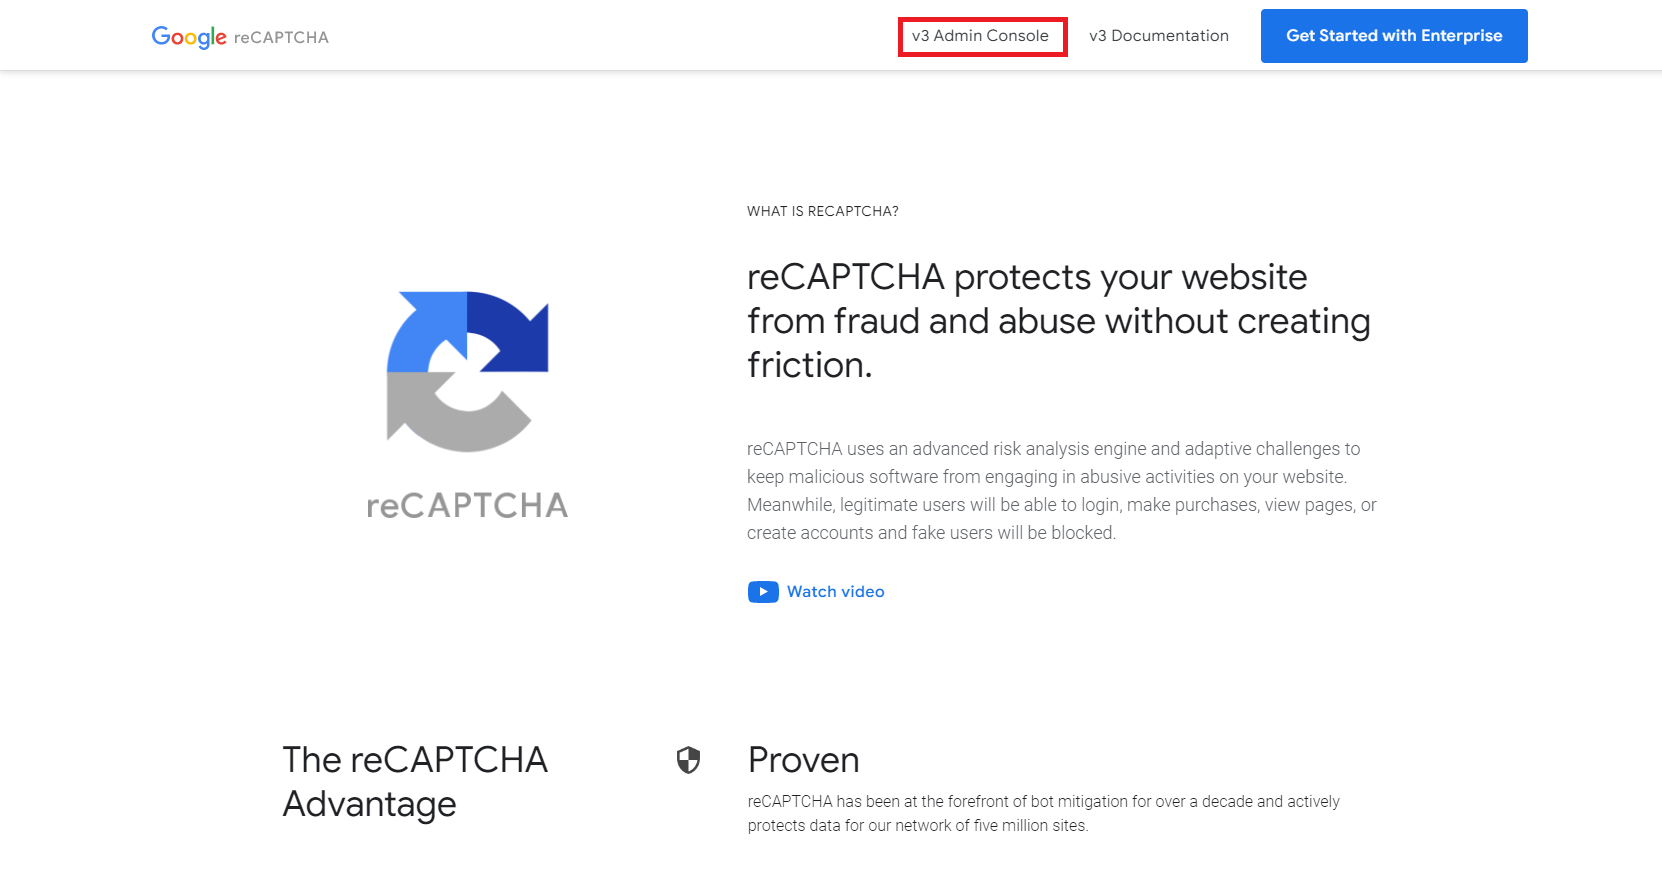 Google reCAPTCHA
v3 Admin Console
v3 Documentation
Get Started with Enterprise
WHAT IS RECAPTCHA?
reCAPTCHA protects your website
from fraud and abuse without creating
friction.
reCAPTCHA
reCAPTCHA uses an advanced risk analysis engine and adaptive challenges to
keep malicious software from engaging in abusive activities on your website.
Meanwhile, legitimate users will be able to login, make purchases, view pages, or
create accounts and fake users will be blocked.
Watch video
The reCAPTCHA
Advantage
Proven
reCAPTCHA has been at the forefront of bot mitigation for over a decade and actively
protects data for our network of five million sites.